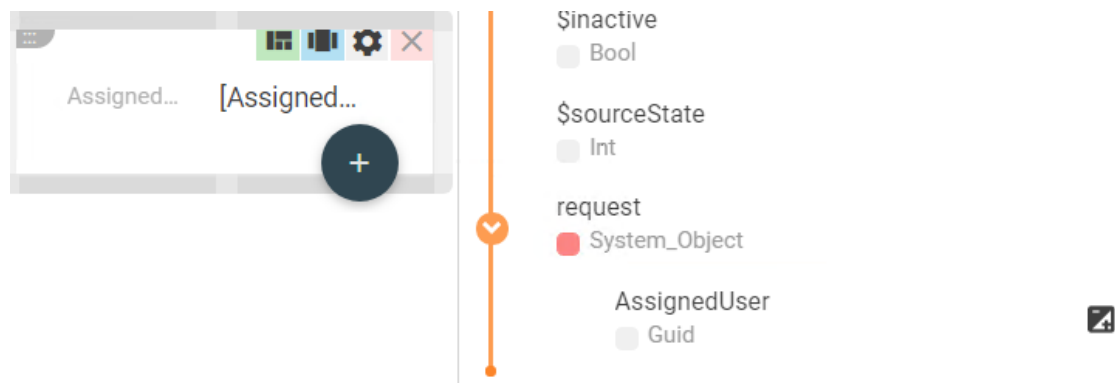 Assigned... [Assigned...
+
$inactive
Bool
$sourceState
Int
request
System_Object
AssignedUser
Guid